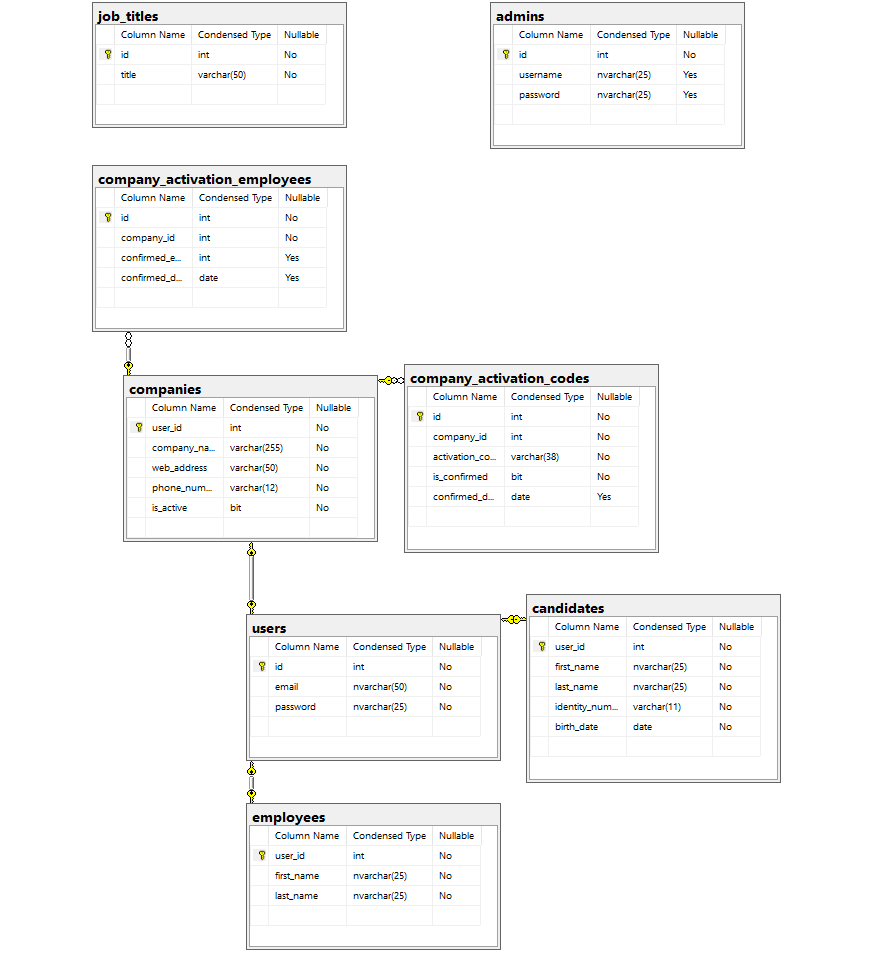 job_titles
Column Name Condensed Type Nullable
id int No
title varchar(50) No
admins
Column Name Condensed Type Nullable
id int No
username nvarchar(25) Yes
password nvarchar(25) Yes
company_activation_employees
Column Name Condensed Type Nullable
id int No
company_id int No
confirmed_e... int Yes
confirmed_d... date Yes
companies
Column Name Condensed Type Nullable
user_id int No
company_na... varchar(255) No
web_address varchar(50) No
phone_num... varchar(12) No
is_active bit No
company_activation_codes
Column Name Condensed Type Nullable
id int No
company_id int No
activation_co... varchar(38) No
is_confirmed bit No
confirmed_d... date Yes
users
Column Name Condensed Type Nullable
id int No
email nvarchar(50) No
password nvarchar(25) No
candidates
Column Name Condensed Type Nullable
user_id int No
first_name nvarchar(25) No
last_name nvarchar(25) No
identity_num... varchar(11) No
birth_date date No
employees
Column Name Condensed Type Nullable
user_id int No
first_name nvarchar(25) No
last_name nvarchar(25) No